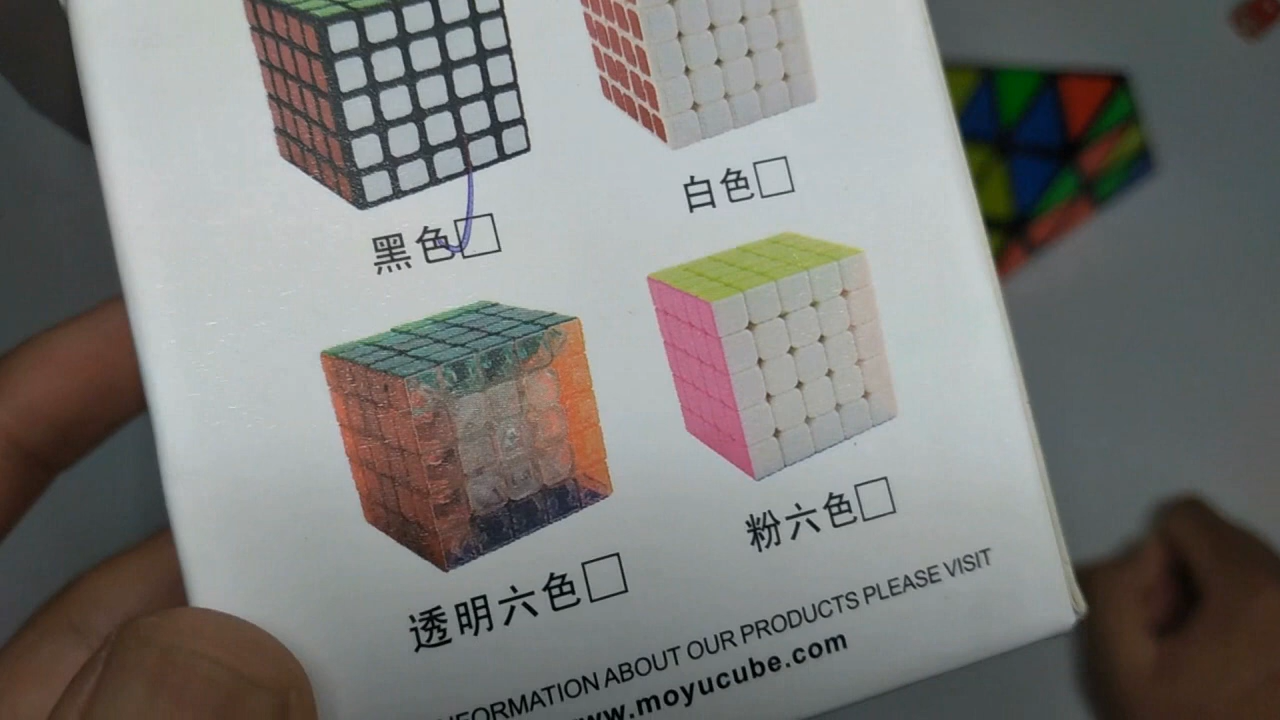 黑色□
白色□
透明六色□
粉六色□
NFORMATION ABOUT OUR PRODUCTS PLEASE VISIT
www.moyucube.com